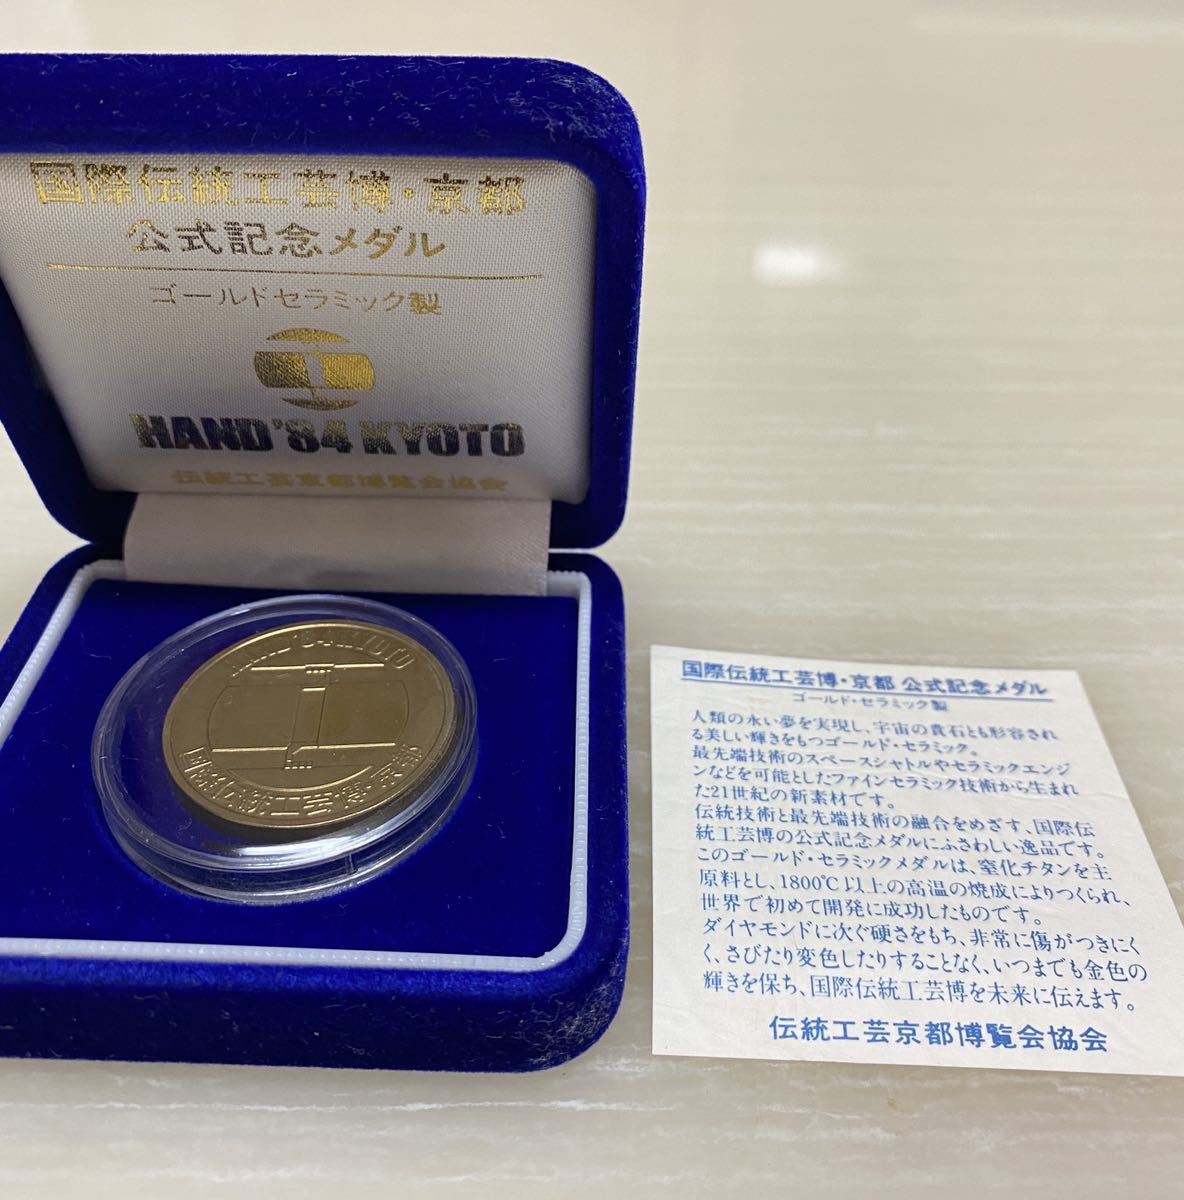 国際伝統工芸博・京都
公式記念メダル
ゴールドセラミック製
HAND'84 KYOTO
伝統工芸京都博覧会協会
HAND'84 KYOTO
国際伝統工芸博・京都
国際伝統工芸博・京都 公式記念メダル
ゴールド・セラミック製
人類の永い夢を実現し、宇宙の貴石とも形容され
る美しい輝きをもつゴールド・セラミック。
最先端技術のスペースシャトルやセラミックエンジ
ンなどを可能としたファインセラミック技術から生まれ
た21世紀の新素材です。
伝統技術と最先端技術の融合をめざす、国際伝
統工芸博の公式記念メダルにふさわしい逸品です。
このゴールド・セラミックメダルは、窒化チタンを主
原料とし、1800℃以上の高温の焼成によりつくられ、
世界で初めて開発に成功したものです。
ダイヤモンドに次ぐ硬さをもち、非常に傷がつきにく
く、さびたり変色したりすることなく、いつまでも金色の
輝きを保ち、国際伝統工芸博を未来に伝えます。
伝統工芸京都博覧会協会